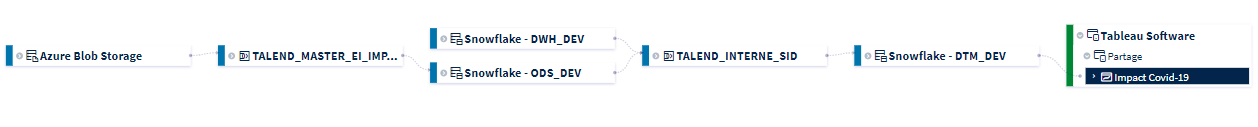 Azure Blob Storage
TALEND_MASTER_EI_IMP...
Snowflake - DWH_DEV
Snowflake - ODS_DEV
TALEND_INTERNE_SID
Snowflake - DTM_DEV
Tableau Software
Partage
Impact Covid-19